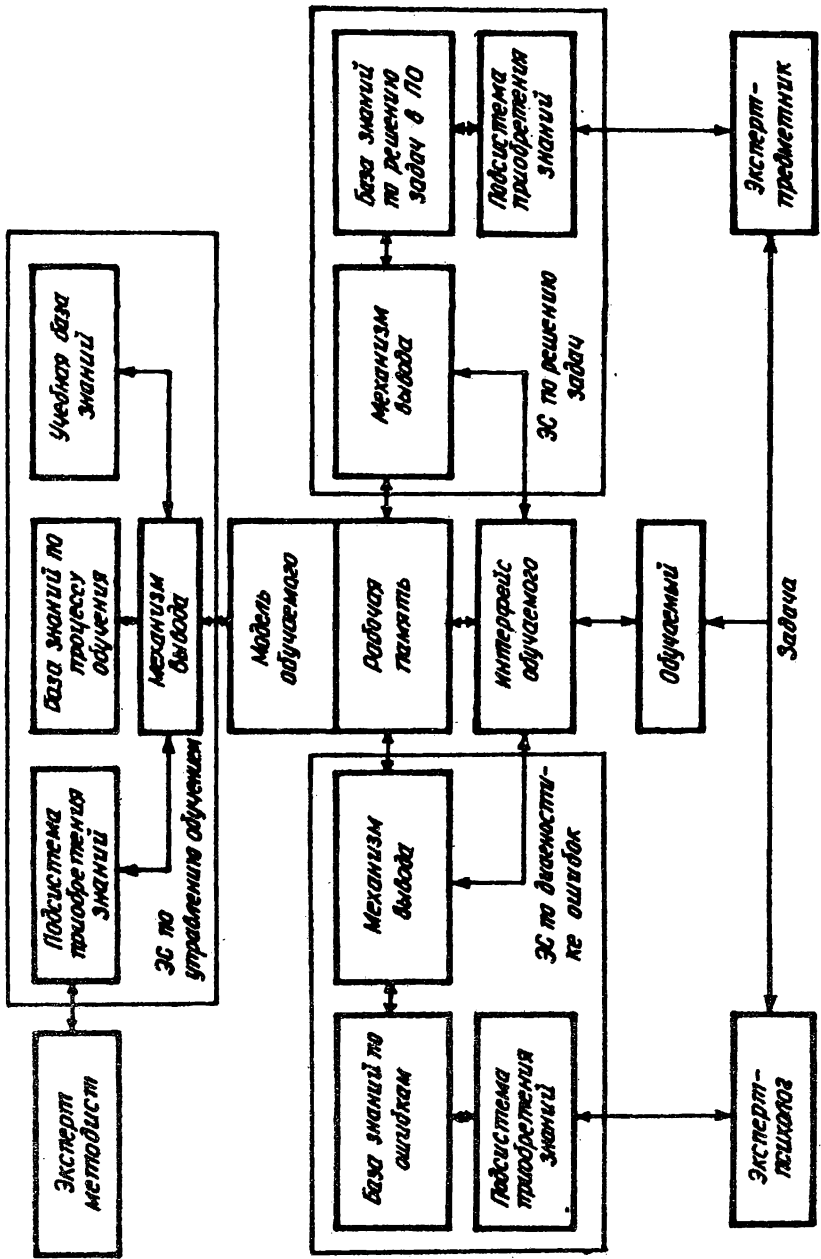 Эксперт
методист
Подсистема
приобретения
знаний
База знаний по
процессу
обучения
Учебная база
знаний
ЭС по
управлению обучением
Механизм
вывода
Модель
обучаемого
База знаний по
ошибкам
Механизм
вывода
Рабочая
память
Механизм
вывода
База знаний
по решению
задач в ПО
Подсистема
приобретения
знаний
ЭС по диагности-
ке ошибок
Интерфейс
обучаемого
ЭС по решению
задач
Подсистема
приобретения
знаний
Обучаемый
Эксперт-
психолог
Задача
Эксперт-
предметник